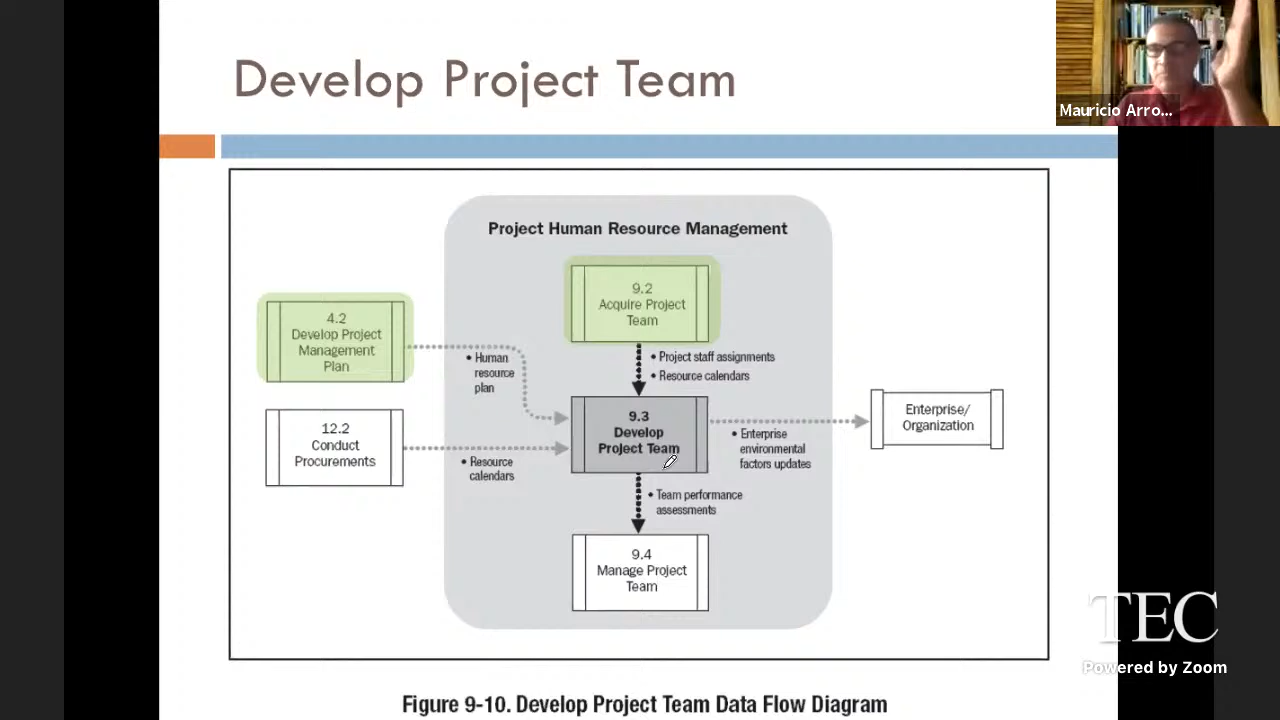 Develop Project Team
Mauricio Arro...
Project Human Resource Management
9.2
Acquire Project
Team
4.2
Develop Project
Management
Plan
• Human
resource
plan
• Project staff assignments
• Resource calendars
12.2
Conduct
Procurements
• Resource
calendars
9.3
Develop
Project Team
• Enterprise
environmental
factors updates
Enterprise/
Organization
• Team performance
assessments
9.4
Manage Project
Team
TEC
Powered by Zoom
Figure 9-10. Develop Project Team Data Flow Diagram